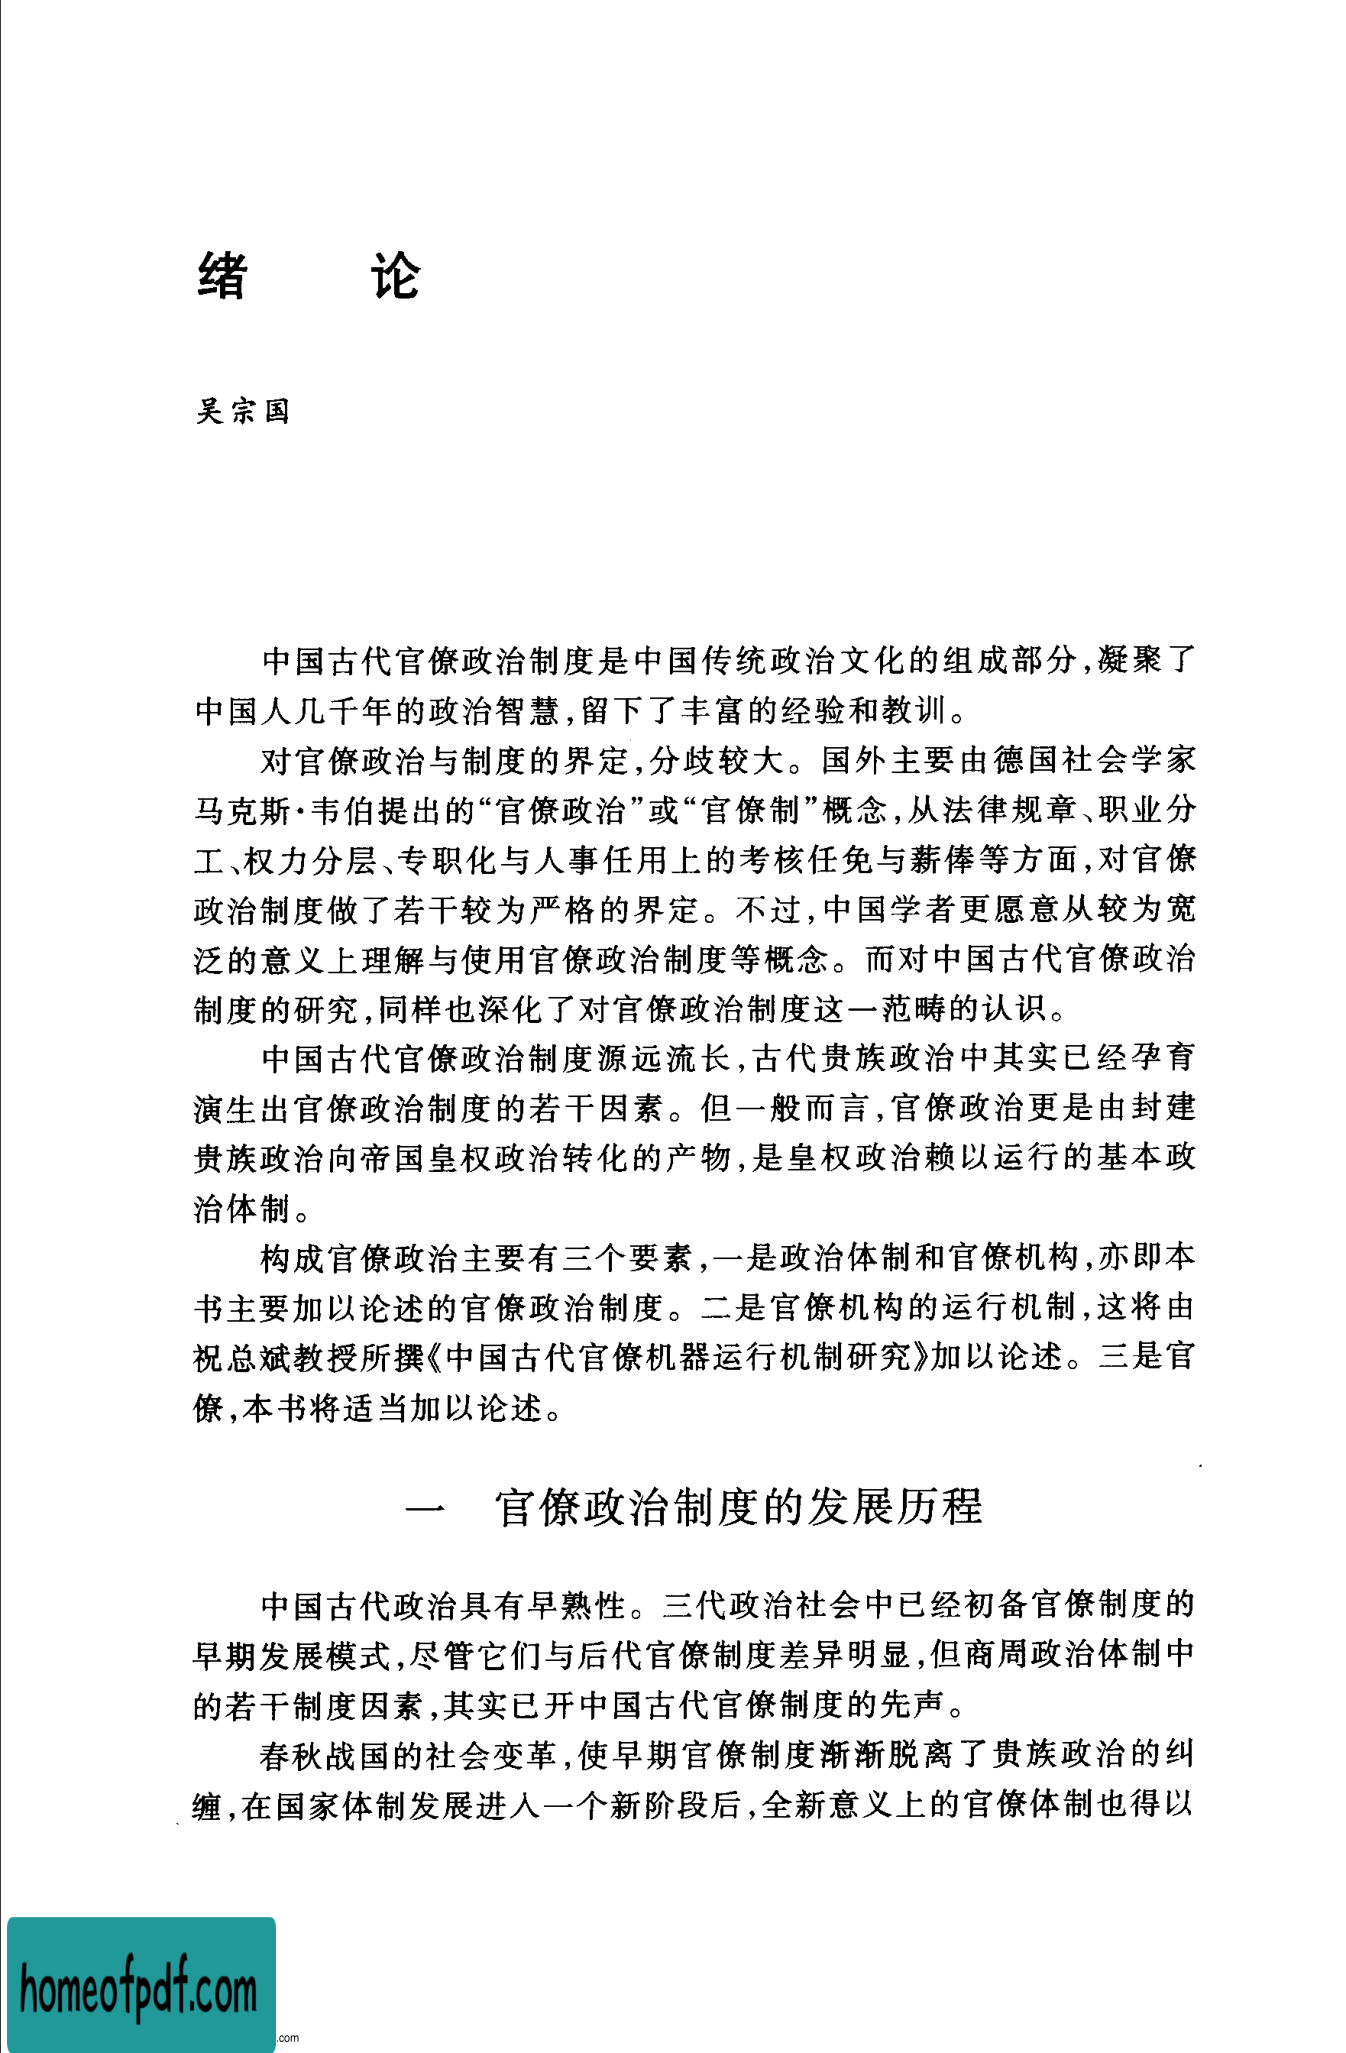 绪 论
吴宗国
中国古代官僚政治制度是中国传统政治文化的组成部分,凝聚了
中国人几千年的政治智慧,留下了丰富的经验和教训。
对官僚政治与制度的界定,分歧较大。国外主要由德国社会学家
马克斯·韦伯提出的“官僚政治”或“官僚制”概念,从法律规章、职业分
工、权力分层、专职化与人事任用上的考核任免与薪俸等方面,对官僚
政治制度做了若干较为严格的界定。不过,中国学者更愿意从较为宽
泛的意义上理解与使用官僚政治制度等概念。而对中国古代官僚政治
制度的研究,同样也深化了对官僚政治制度这一范畴的认识。
中国古代官僚政治制度源远流长,古代贵族政治中其实已经孕育
演生出官僚政治制度的若干因素。但一般而言,官僚政治更是由封建
贵族政治向帝国皇权政治转化的产物,是皇权政治赖以运行的基本政
治体制。
构成官僚政治主要有三个要素,一是政治体制和官僚机构,亦即本
书主要加以论述的官僚政治制度。二是官僚机构的运行机制,这将由
祝总斌教授所撰《中国古代官僚机器运行机制研究》加以论述。三是官
僚,本书将适当加以论述。
一 官僚政治制度的发展历程
中国古代政治具有早熟性。三代政治社会中已经初备官僚制度的
早期发展模式,尽管它们与后代官僚制度差异明显,但商周政治体制中
的若干制度因素,其实已开中国古代官僚制度的先声。
春秋战国的社会变革,使早期官僚制度渐渐脱离了贵族政治的纠
缠,在国家体制发展进入一个新阶段后,全新意义上的官僚体制也得以
homeofpdf.com
.com